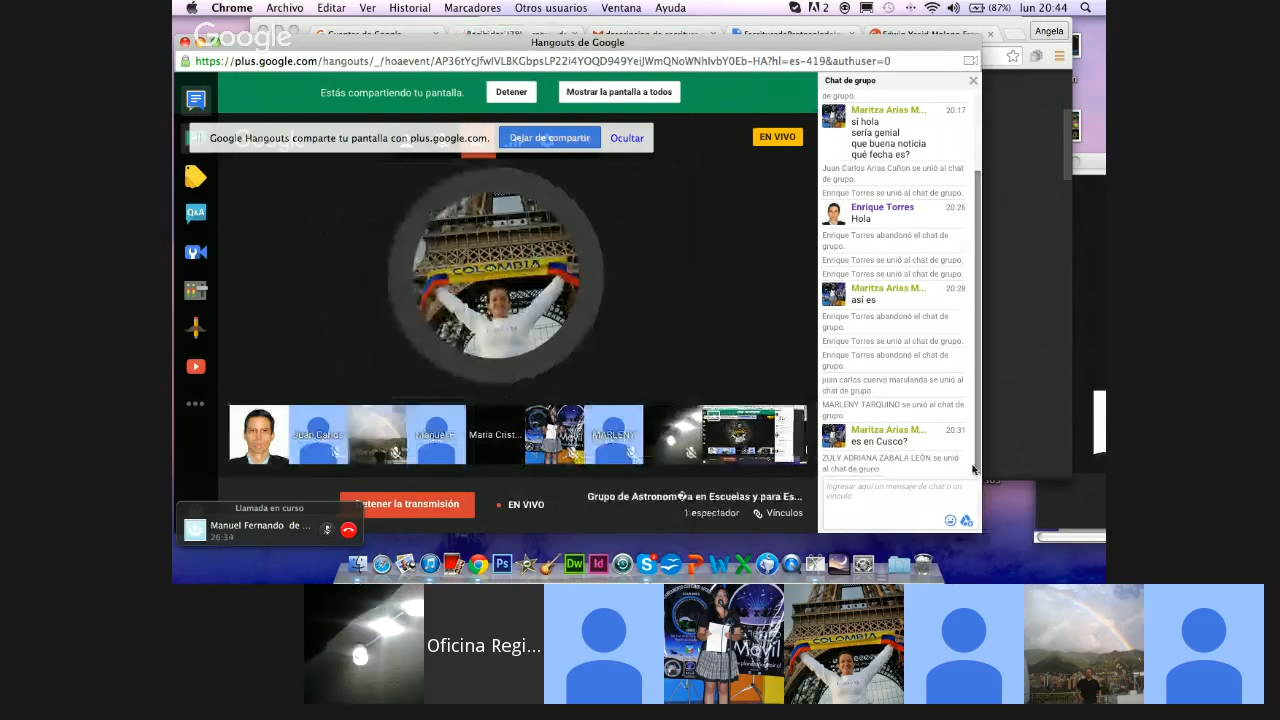 Chrome Archivo Editar Ver Historial Marcadores Otros usuarios Ventana Ayuda
2 (87%) lun 20:44
Google
Angela
Hangouts de Google
https://plus.google.com/hangouts/_/hoaevent/AP36tYcJfwIVLBKGbpsLP22i4YOQD949YeiJWmQNoWNhIvbY0Eb-HA?hl=es-419&authuser=0
Estás compartiendo tu pantalla.
Detener
Mostrar la pantalla a todos
Google Hangouts comparte tu pantalla con plus.google.com.
Dejar de compartir
Ocultar
EN VIVO
Q&A
COLOMBIA
Chat de grupo
de grupo.
Maritza Arias M... 20:17
sí hola
sería genial
que buena noticia
qué fecha es?
Juan Carlos Arias Cañon se unió al chat
de grupo.
Enrique Torres se unió al chat de grupo.
Enrique Torres 20:26
Hola
Enrique Torres abandonó el chat de
grupo.
Enrique Torres se unió al chat de grupo.
Enrique Torres se unió al chat de grupo.
Maritza Arias M... 20:28
así es
Enrique Torres abandonó el chat de
grupo.
Enrique Torres se unió al chat de grupo.
Enrique Torres abandonó el chat de
grupo.
juan carlos cuervo marulanda se unió al
chat de grupo.
MARLENY TARQUINO se unió al chat de
grupo.
Maritza Arias M... 20:31
es en Cusco?
ZULY ADRIANA ZABALA LEÒN se unió
al chat de grupo.
Ingresar aquí un mensaje de chat o un
vínculo
Juan Carlos
Manuel F
Maria Crist...
MARLENY
Detener la transmisión
EN VIVO
Grupo de Astronom�a en Escuelas y para Es...
1 espectador
Vínculos
Llamada en curso
Manuel Fernando de ...
26:34
Ps
Dw
Id
Oficina Regi...
Móvil
COLOMBIA